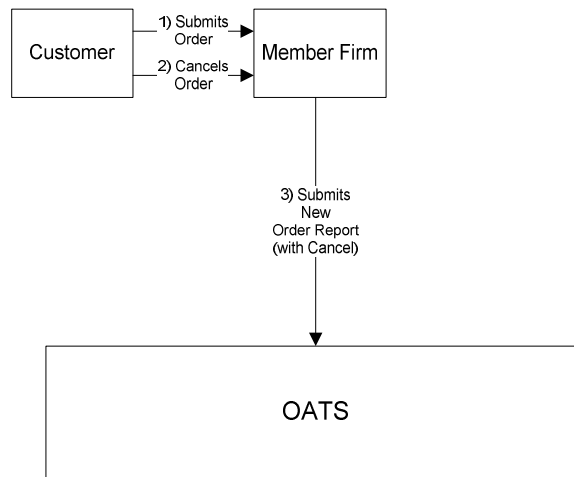 1) Submits
Order
Customer
Member Firm
2) Cancels
Order
3) Submits
New
Order Report
(with Cancel)
OATS